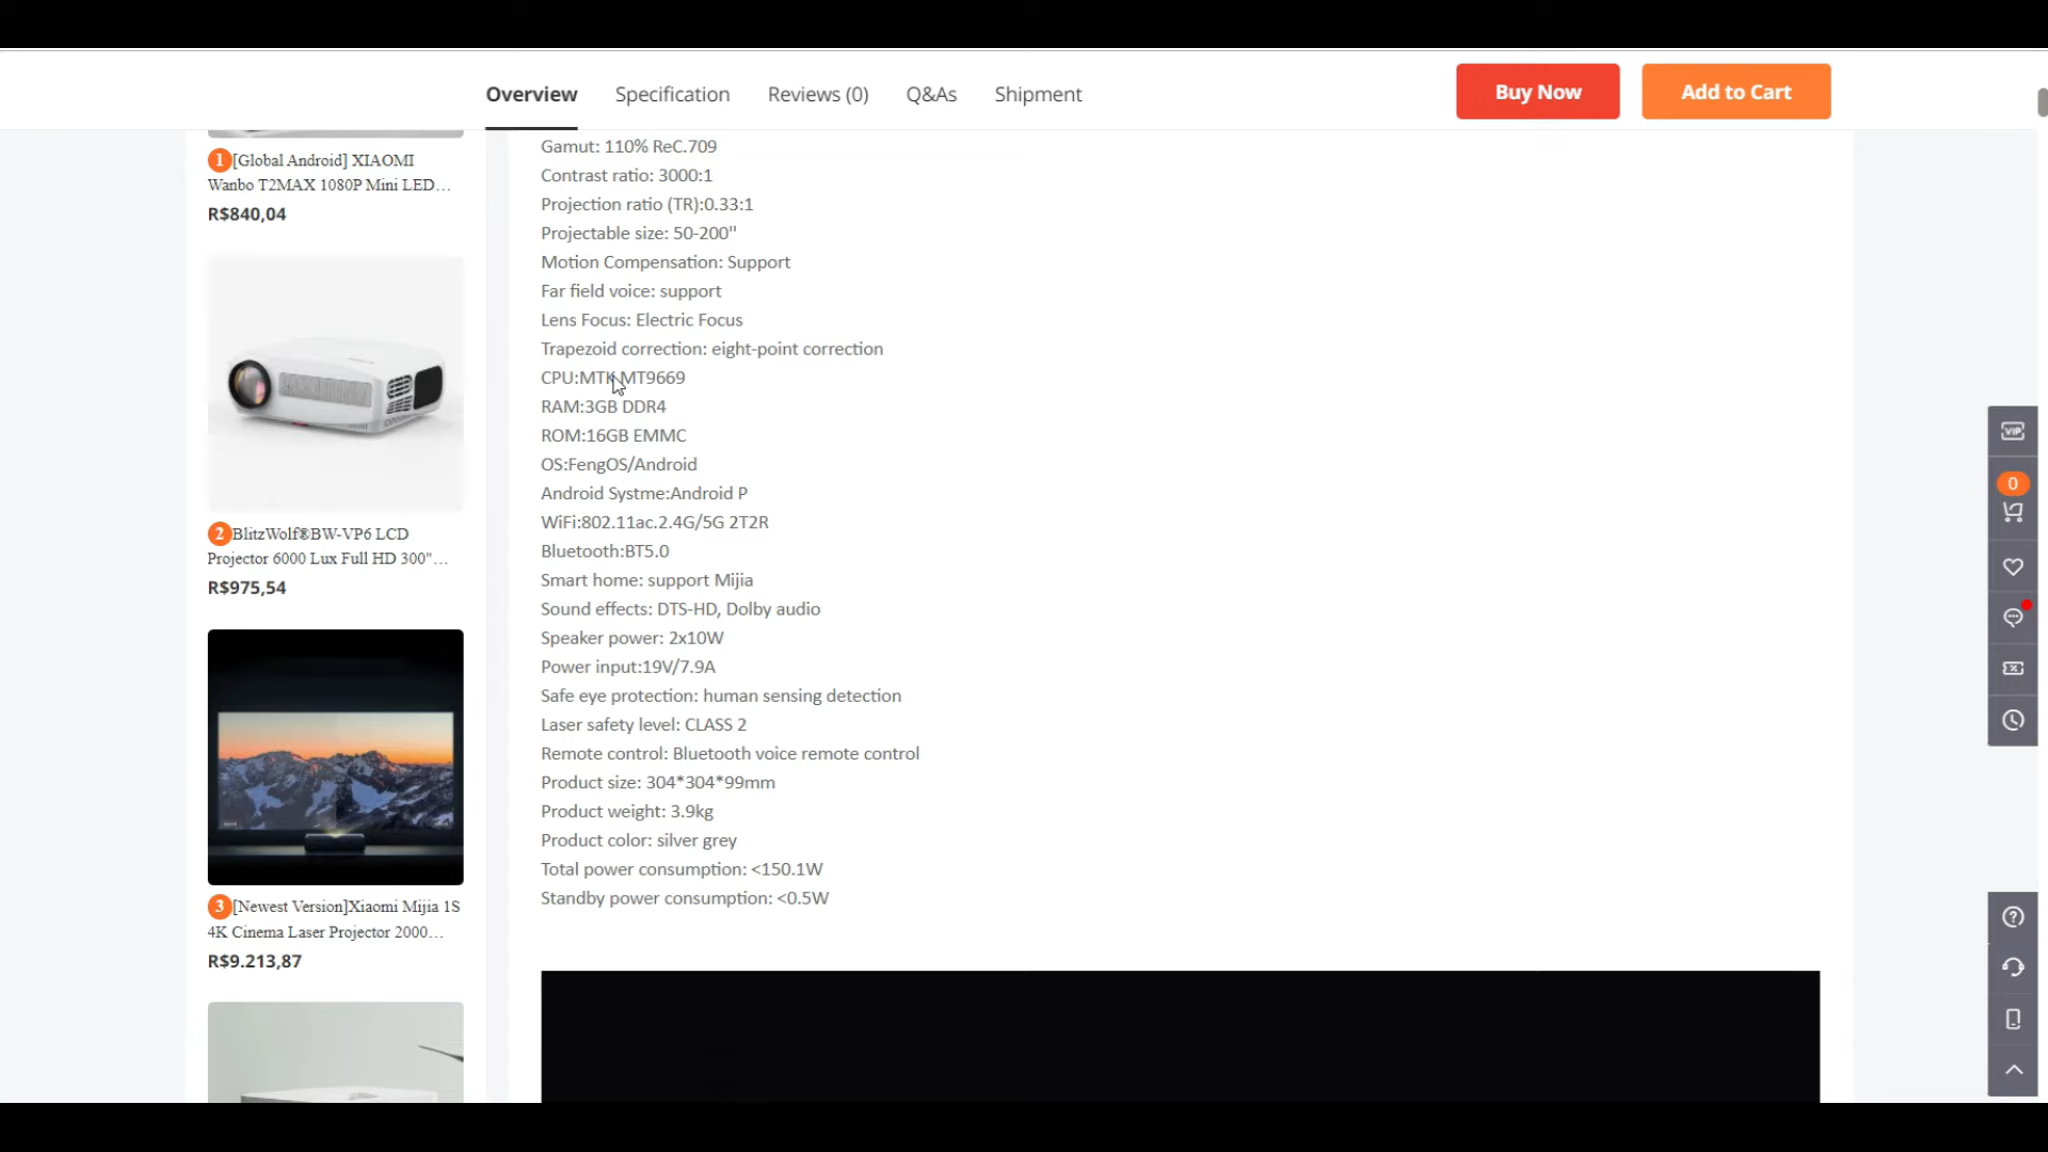 Overview
Specification
Reviews (0)
Q&As
Shipment
Buy Now
Add to Cart
1 [Global Android] XIAOMI
Wanbo T2MAX 1080P Mini LED…
R$840,04
2 BlitzWolf®BW-VP6 LCD
Projector 6000 Lux Full HD 300"…
R$975,54
3 [Newest Version]Xiaomi Mijia 1S
4K Cinema Laser Projector 2000…
R$9.213,87
Gamut: 110% ReC.709
Contrast ratio: 3000:1
Projection ratio (TR):0.33:1
Projectable size: 50-200"
Motion Compensation: Support
Far field voice: support
Lens Focus: Electric Focus
Trapezoid correction: eight-point correction
CPU:MTK MT9669
RAM:3GB DDR4
ROM:16GB EMMC
OS:FengOS/Android
Android Systme:Android P
WiFi:802.11ac.2.4G/5G 2T2R
Bluetooth:BT5.0
Smart home: support Mijia
Sound effects: DTS-HD, Dolby audio
Speaker power: 2x10W
Power input:19V/7.9A
Safe eye protection: human sensing detection
Laser safety level: CLASS 2
Remote control: Bluetooth voice remote control
Product size: 304*304*99mm
Product weight: 3.9kg
Product color: silver grey
Total power consumption: <150.1W
Standby power consumption: <0.5W
VIP
0